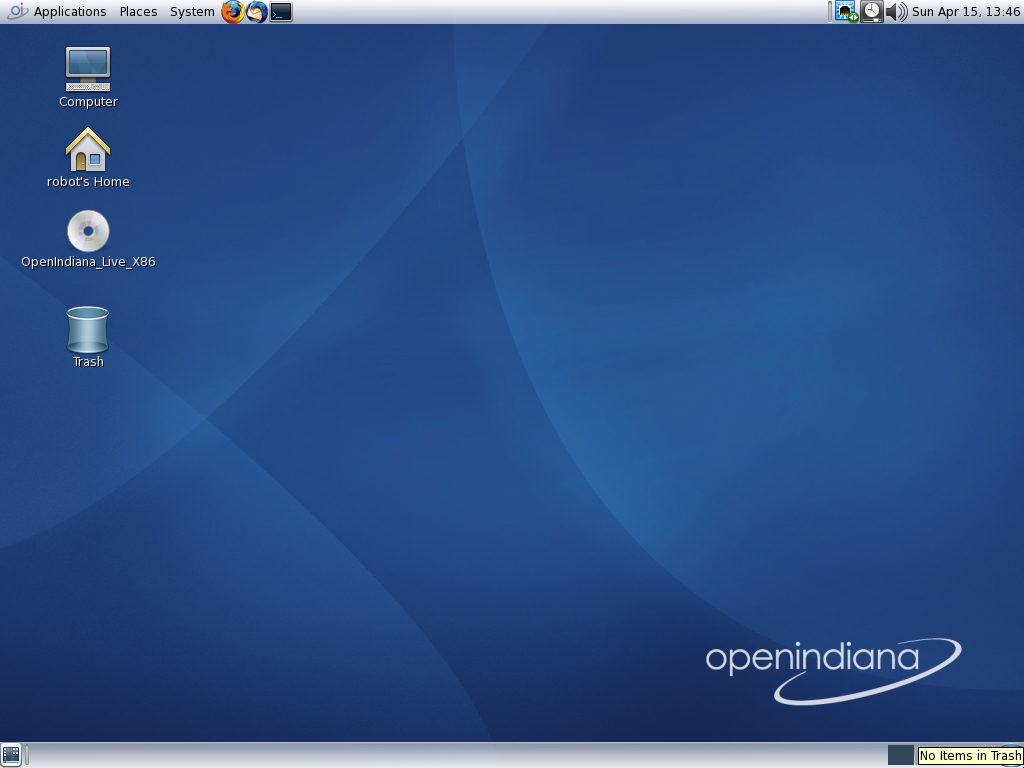 Applications Places System Sun Apr 15, 13:46
Computer
robot's Home
OpenIndiana_Live_X86
Trash
openindiana
No Items in Trash